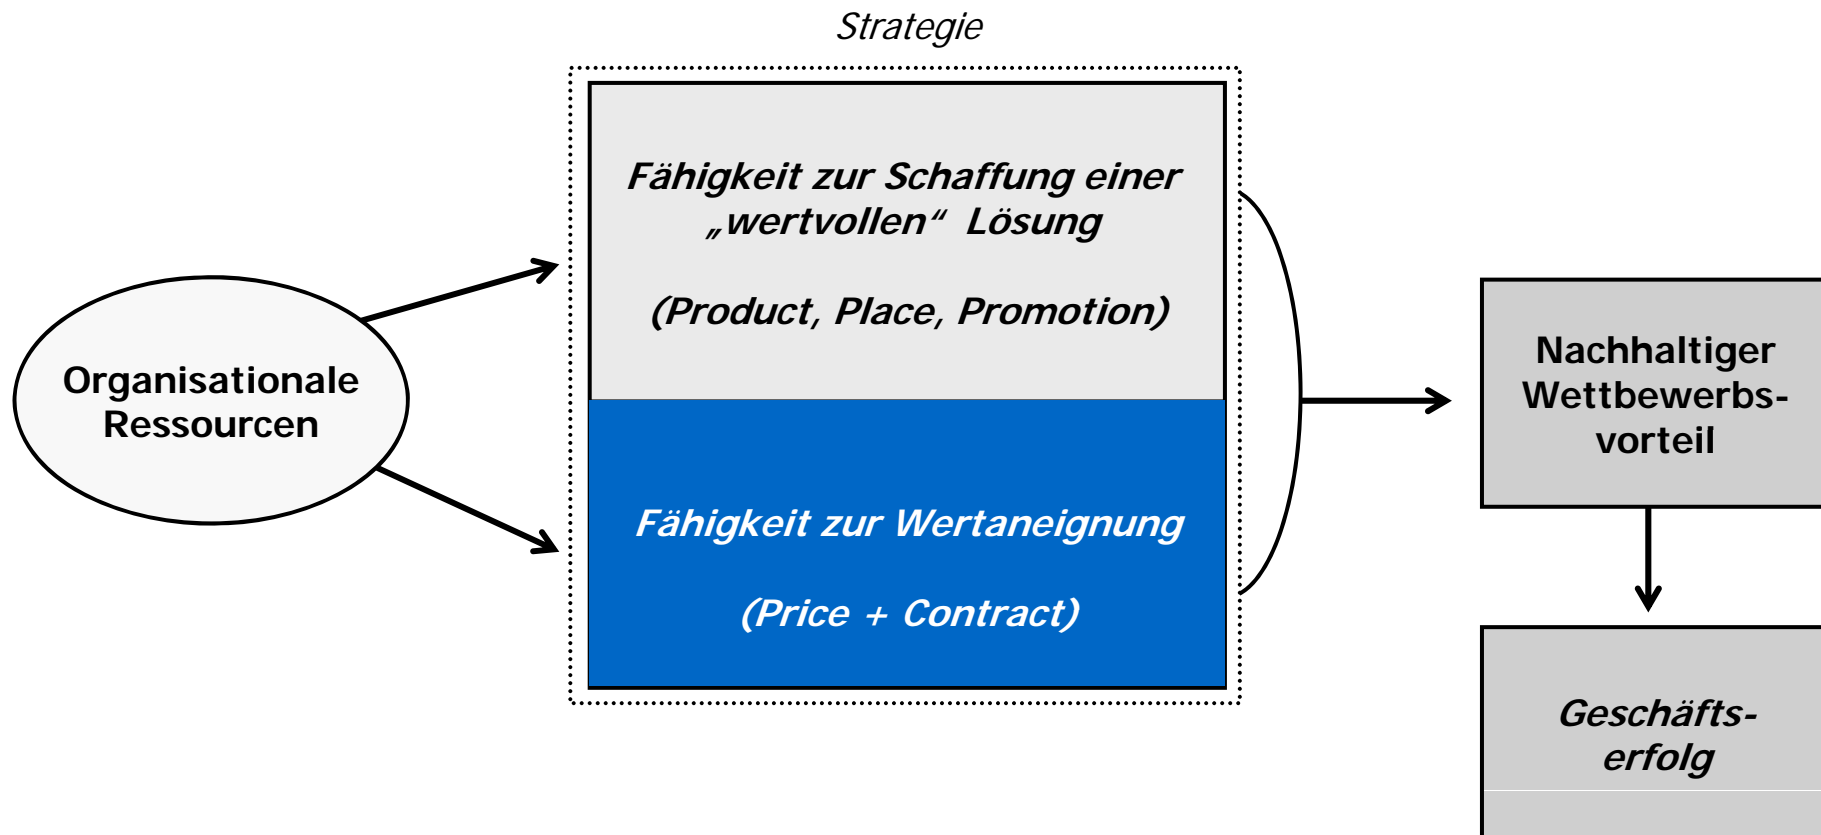 Strategie
Fähigkeit zur Schaffung einer
„wertvollen“ Lösung
(Product, Place, Promotion)
Organisationale
Ressourcen
Fähigkeit zur Wertaneignung
(Price + Contract)
Nachhaltiger
Wettbewerbs-
vorteil
Geschäfts-
erfolg